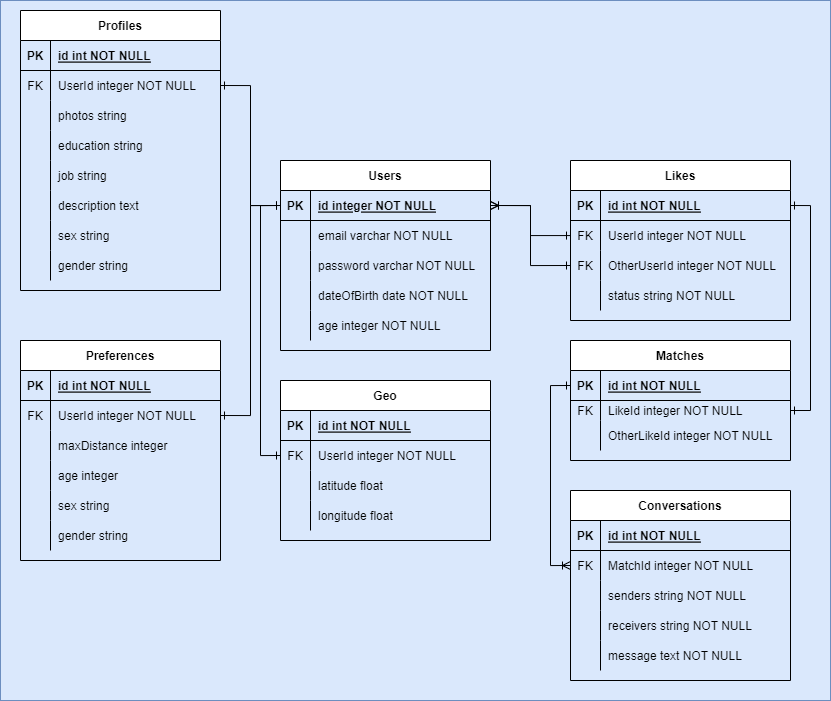 Profiles
PK id int NOT NULL
FK UserId integer NOT NULL
photos string
education string
job string
description text
sex string
gender string
Users
PK id integer NOT NULL
email varchar NOT NULL
password varchar NOT NULL
dateOfBirth date NOT NULL
age integer NOT NULL
Likes
PK id int NOT NULL
FK UserId integer NOT NULL
FK OtherUserId integer NOT NULL
status string NOT NULL
Preferences
PK id int NOT NULL
FK UserId integer NOT NULL
maxDistance integer
age integer
sex string
gender string
Geo
PK id int NOT NULL
FK UserId integer NOT NULL
latitude float
longitude float
Matches
PK id int NOT NULL
FK LikeId integer NOT NULL
OtherLikeId integer NOT NULL
Conversations
PK id int NOT NULL
FK MatchId integer NOT NULL
senders string NOT NULL
receivers string NOT NULL
message text NOT NULL